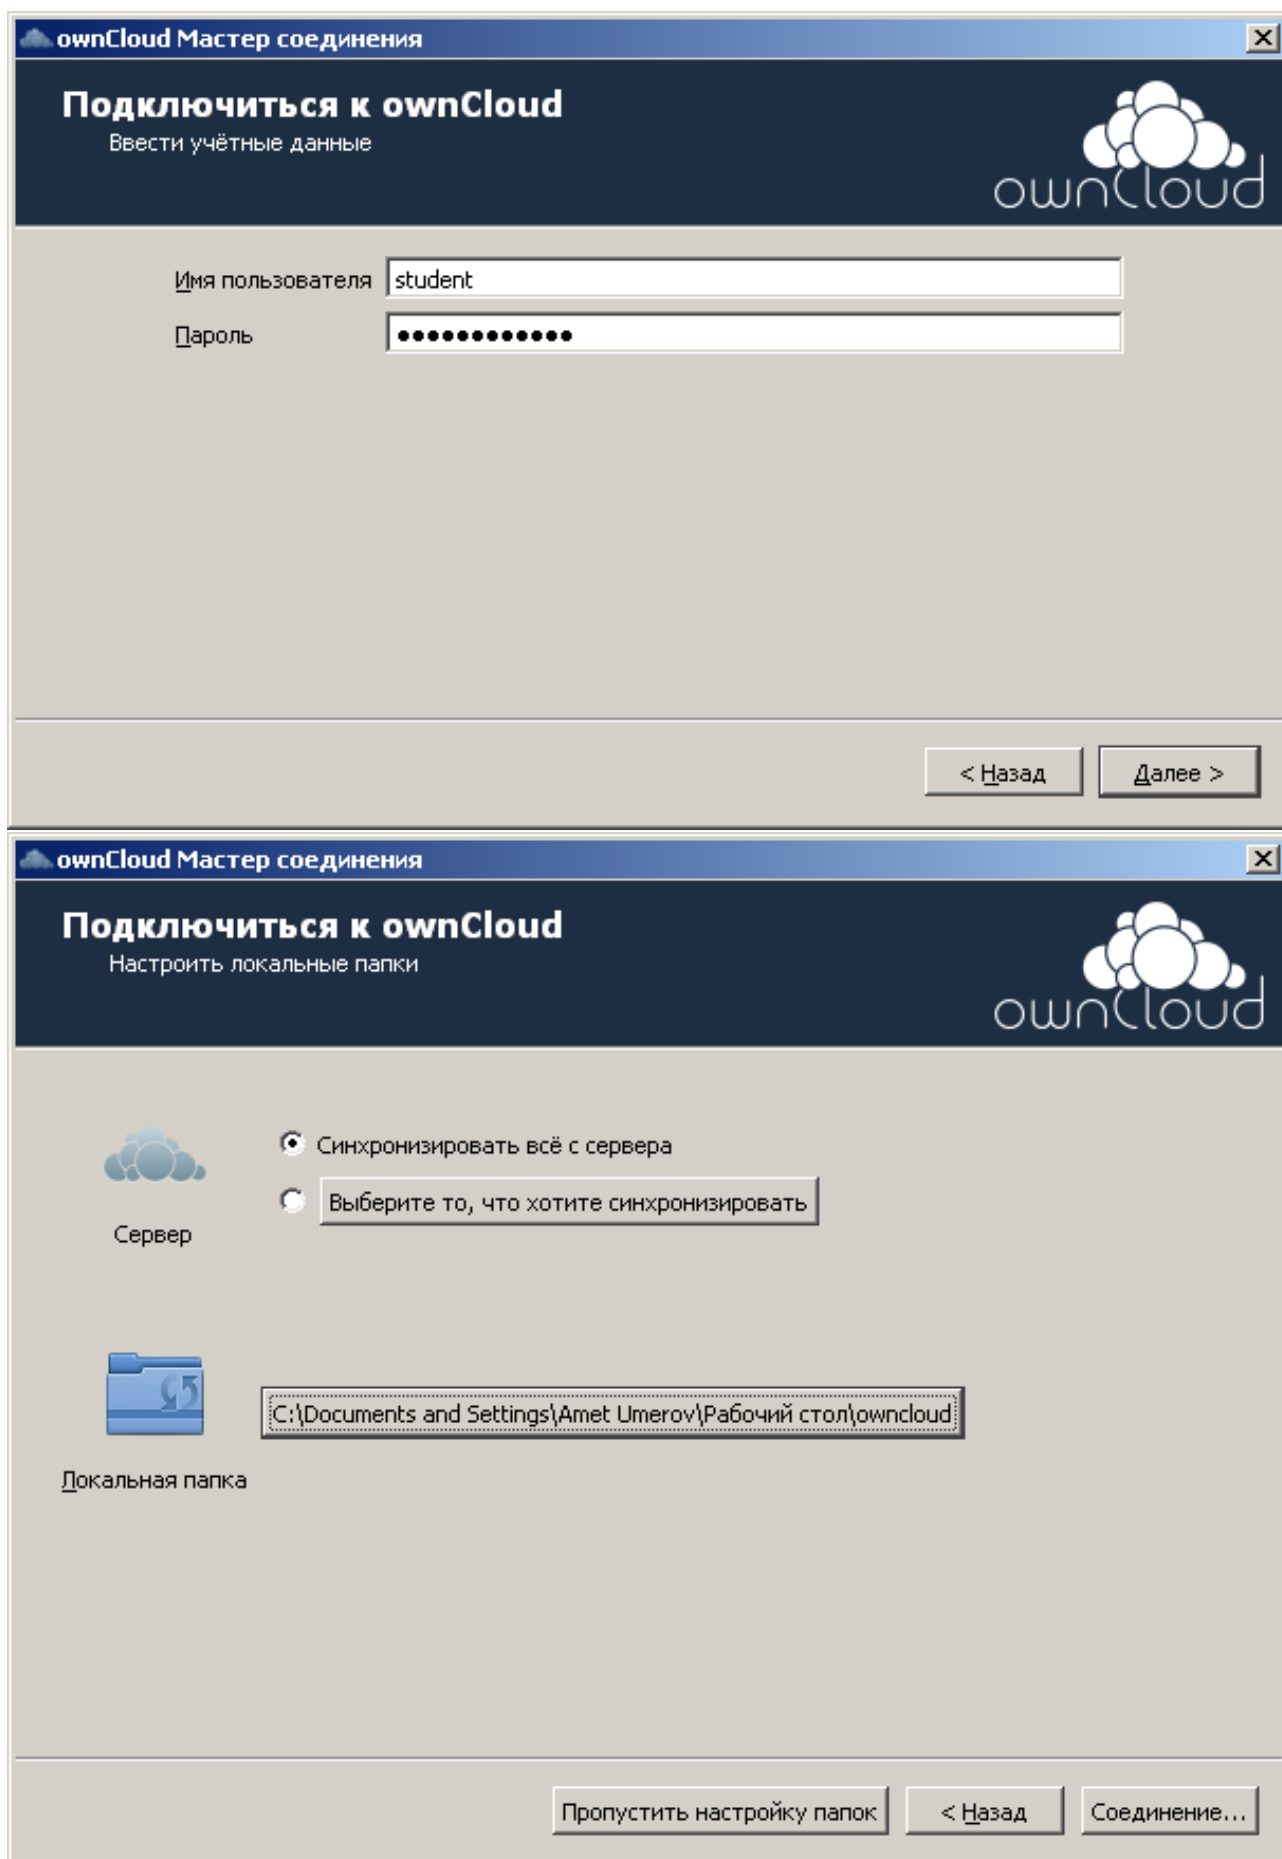 ownCloud Мастер соединения
Подключиться к ownCloud
Ввести учётные данные
ownCloud
Имя пользователя student
Пароль ●●●●●●●●●●●●
< Назад Далее >
ownCloud Мастер соединения
Подключиться к ownCloud
Настроить локальные папки
ownCloud
Синхронизировать всё с сервера
Выберите то, что хотите синхронизировать
Сервер
C:\Documents and Settings\Amet Umerov\Рабочий стол\owncloud
Локальная папка
Пропустить настройку папок < Назад Соединение...